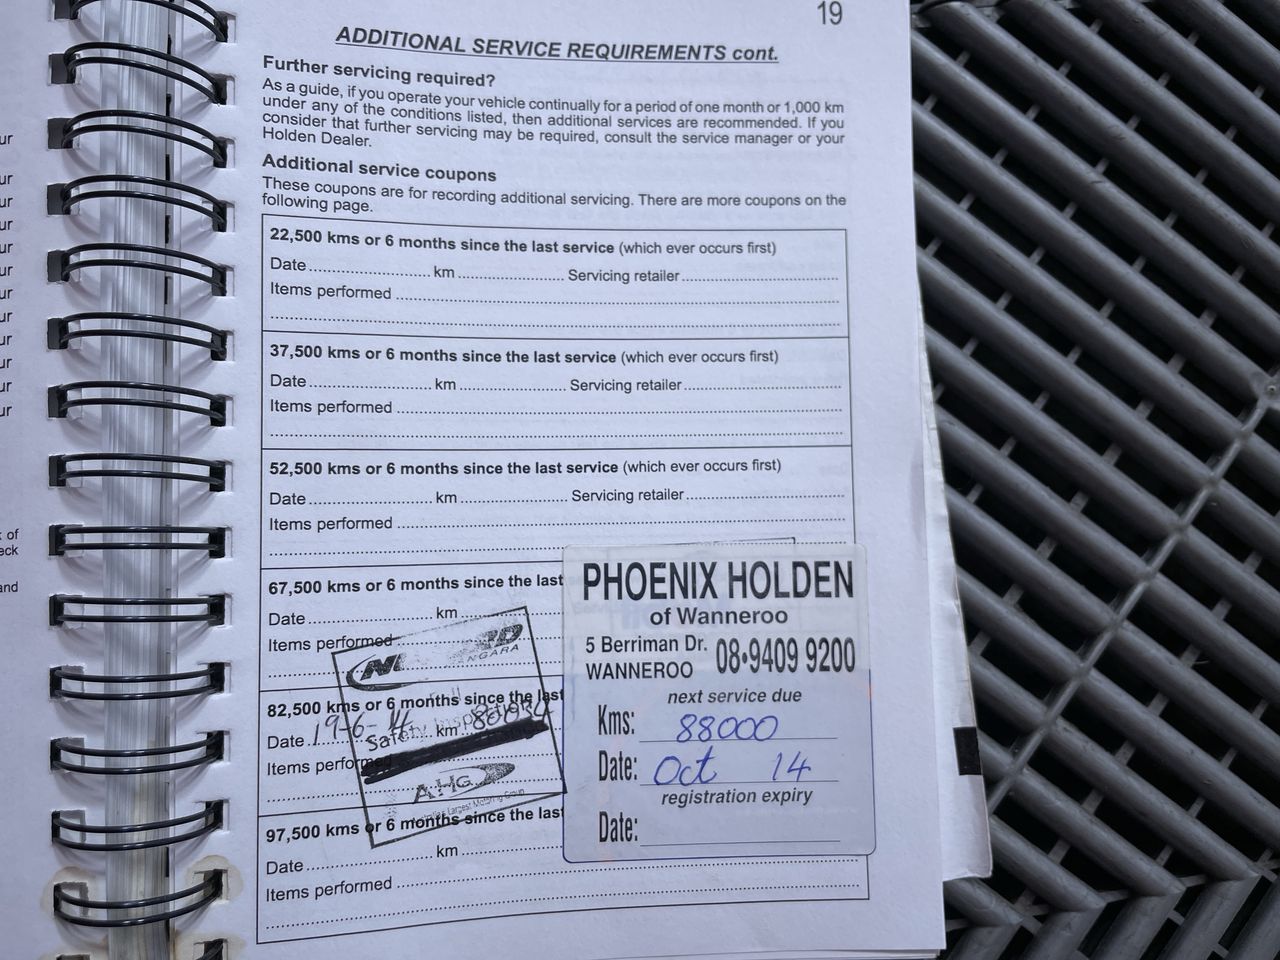 19
ADDITIONAL SERVICE REQUIREMENTS cont.
Further servicing required?
As a guide, if you operate your vehicle continually for a period of one month or 1,000 km
under any of the conditions listed, then additional services are recommended. If you
consider that further servicing may be required, consult the service manager or your
Holden Dealer.
Additional service coupons
These coupons are for recording additional servicing. There are more coupons on the
following page.
22,500 kms or 6 months since the last service (which ever occurs first)
Date ........ km ........ Servicing retailer ........
Items performed ........
37,500 kms or 6 months since the last service (which ever occurs first)
Date ........ km ........ Servicing retailer ........
Items performed ........
52,500 kms or 6 months since the last service (which ever occurs first)
Date ........ km ........ Servicing retailer ........
Items performed ........
67,500 kms or 6 months since the last
Date ........ km ........
Items performed ........
82,500 kms or 6 months since the last
Date 19-6-14 km
Items performed
Safety Inspection
AHG
97,500 kms or 6 months since the last
Date ........ km ........
Items performed ........
PHOENIX HOLDEN
of Wanneroo
5 Berriman Dr.
WANNEROO 08•9409 9200
next service due
Kms: 88000
Date: Oct 14
registration expiry
Date: